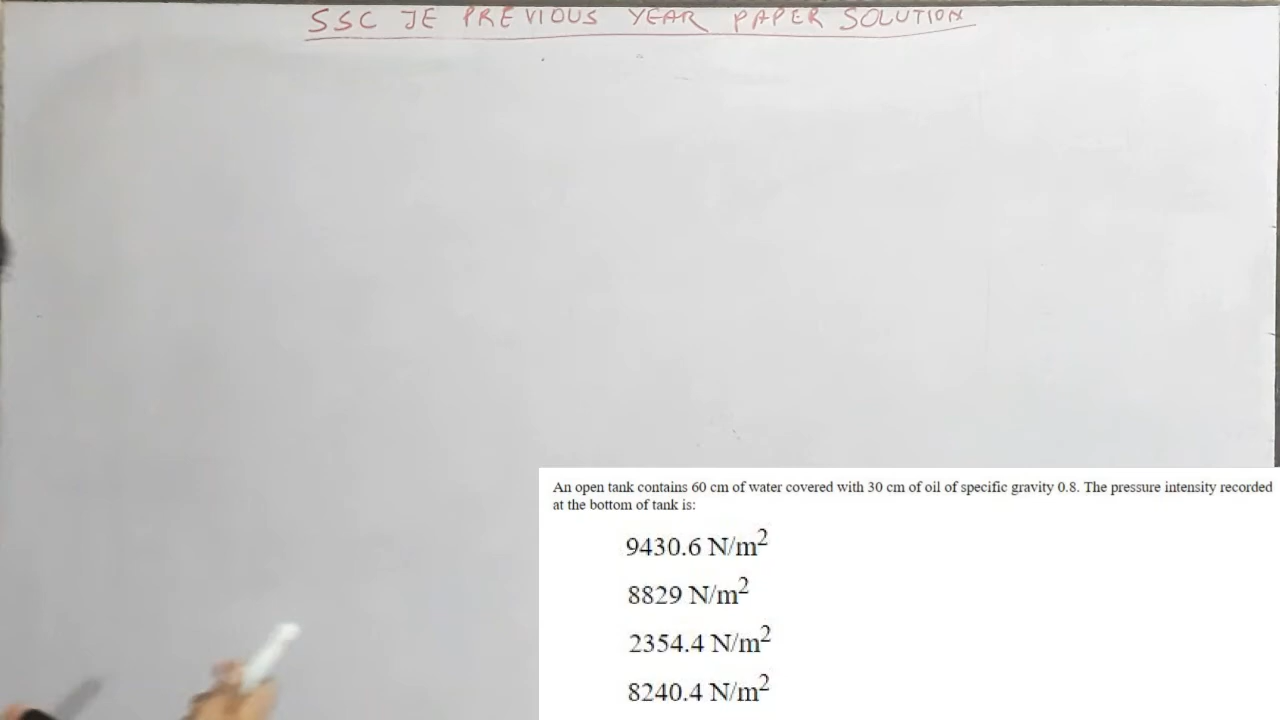 SSC JE PREVIOUS YEAR PAPER SOLUTION
An open tank contains 60 cm of water covered with 30 cm of oil of specific gravity 0.8. The pressure intensity recorded
at the bottom of tank is:
9430.6 N/m²
8829 N/m²
2354.4 N/m²
8240.4 N/m²